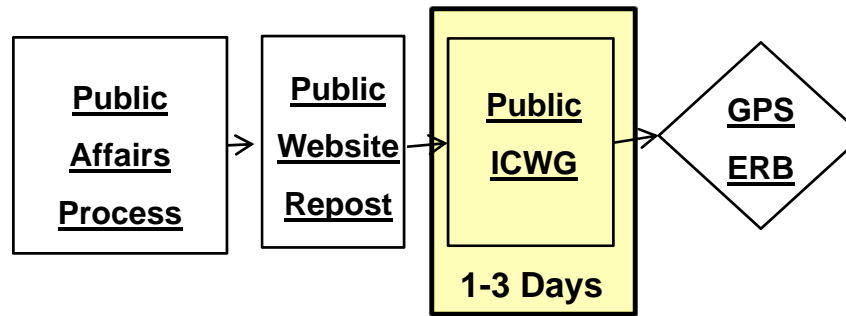 Public
Affairs
Process
Public
Website
Repost
Public
ICWG
1-3 Days
GPS
ERB